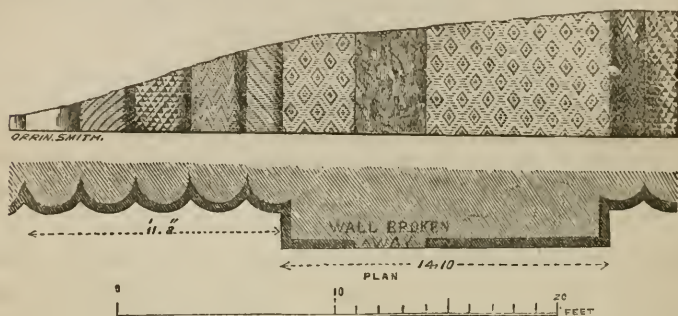 ORRIN. SMITH.
WALL BROKEN
AWAY
11. 8"
14.10
PLAN
0 10 20
FEET